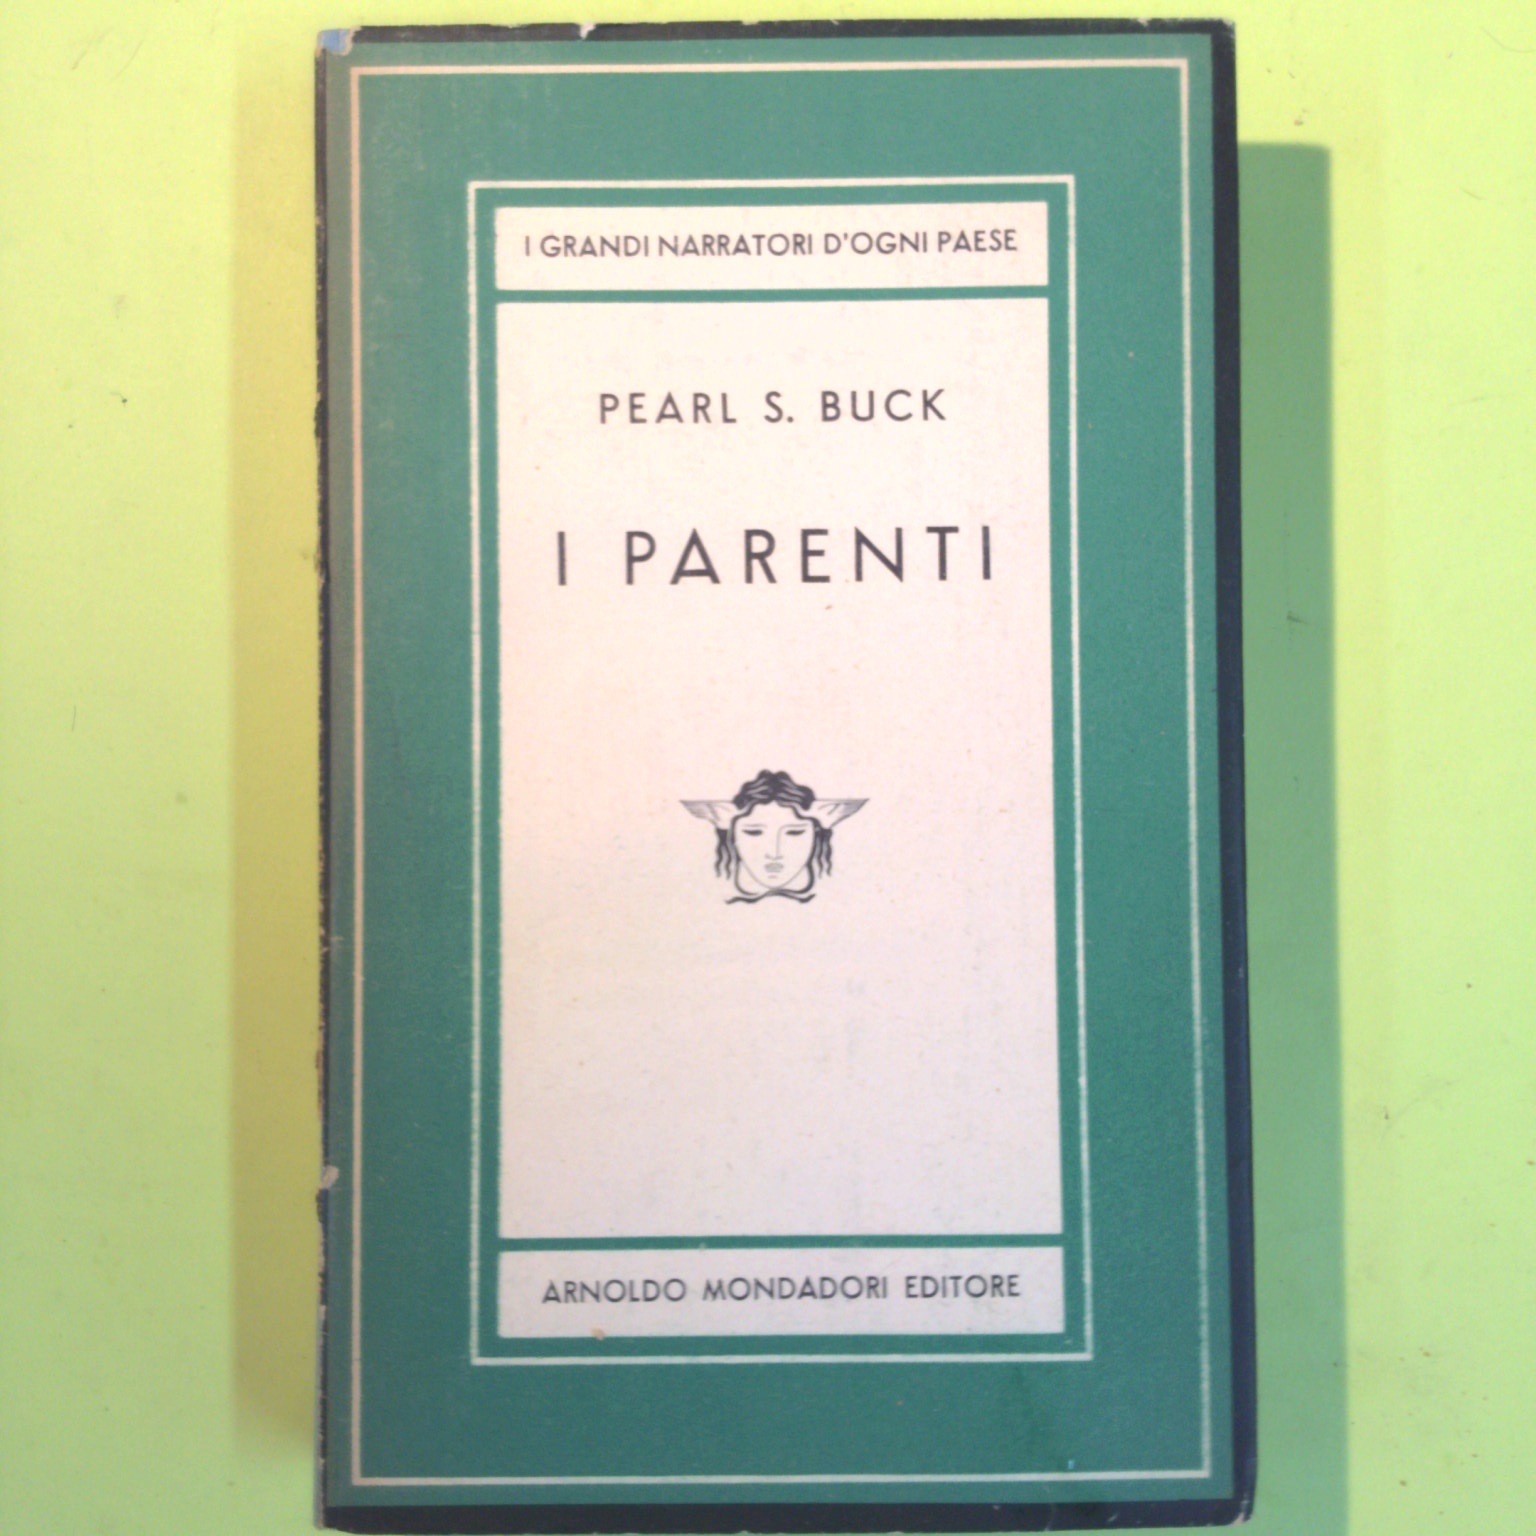 I GRANDI NARRATORI D'OGNI PAESE
PEARL S. BUCK
I PARENTI
ARNOLDO MONDADORI EDITORE